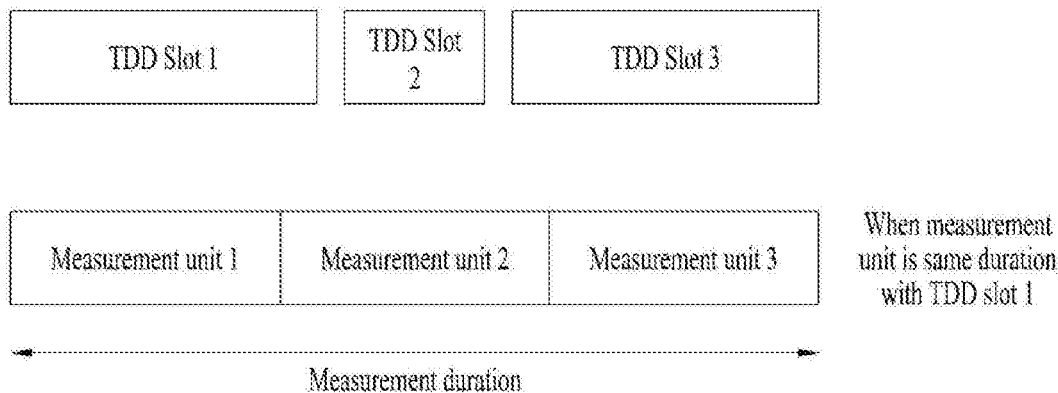 TDD Slot 1
TDD Slot
2
TDD Slot 3
Measurement unit 1
Measurement unit 2
Measurement unit 3
When measurement
unit is same duration
with TDD slot 1
Measurement duration